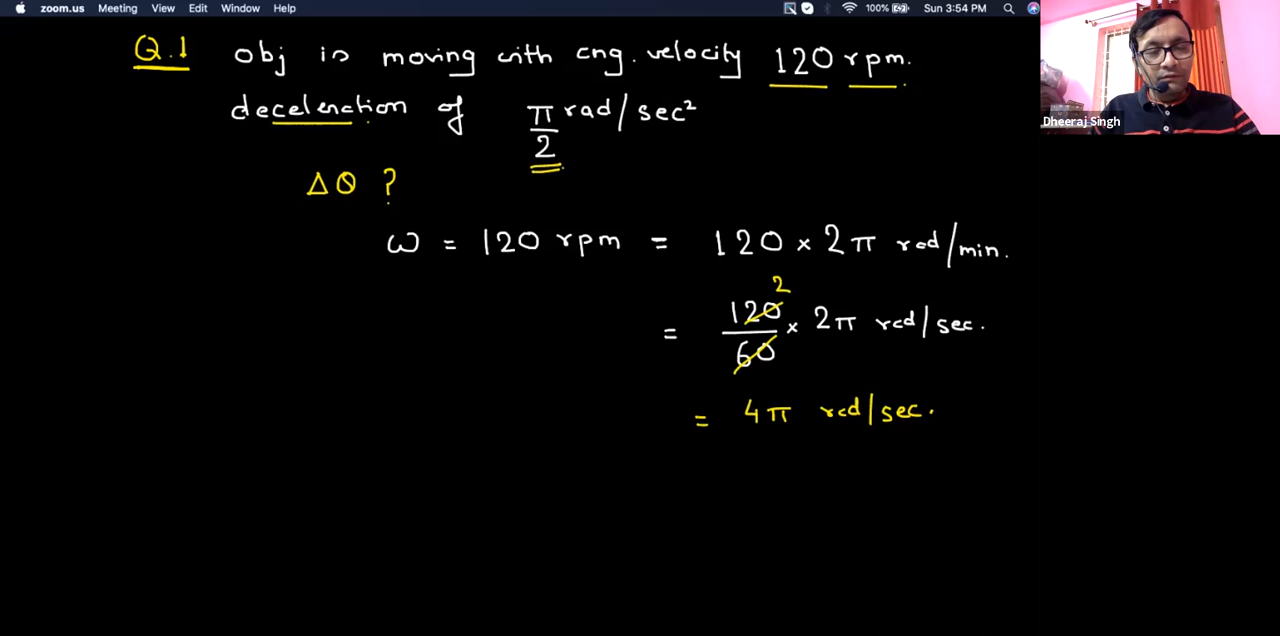 zoom.us Meeting View Edit Window Help 100% Sun 3:54 PM
Dheeraj Singh
Q.1 obj is moving with ang. velocity 120 rpm.
deceleration of π/2 rad/sec²
Δθ ?
ω = 120 rpm = 120 × 2π rad/min.
= 120/60 × 2π rad/sec.
2
= 4π rad/sec.